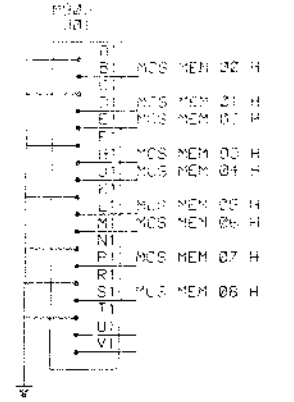 J01
A1
B1 MCS MEM 02 H
C1
D1 MCS MEM 01 H
E1 MCS MEM H
F1
H1 MCS MEM 03 H
J1 MCS MEM 04 H
K1
L1 MCS MEM 05 H
M1 MCS MEM 06 H
N1
P1 MCS MEM 07 H
R1
S1 MCS MEM 08 H
T1
U1
V1